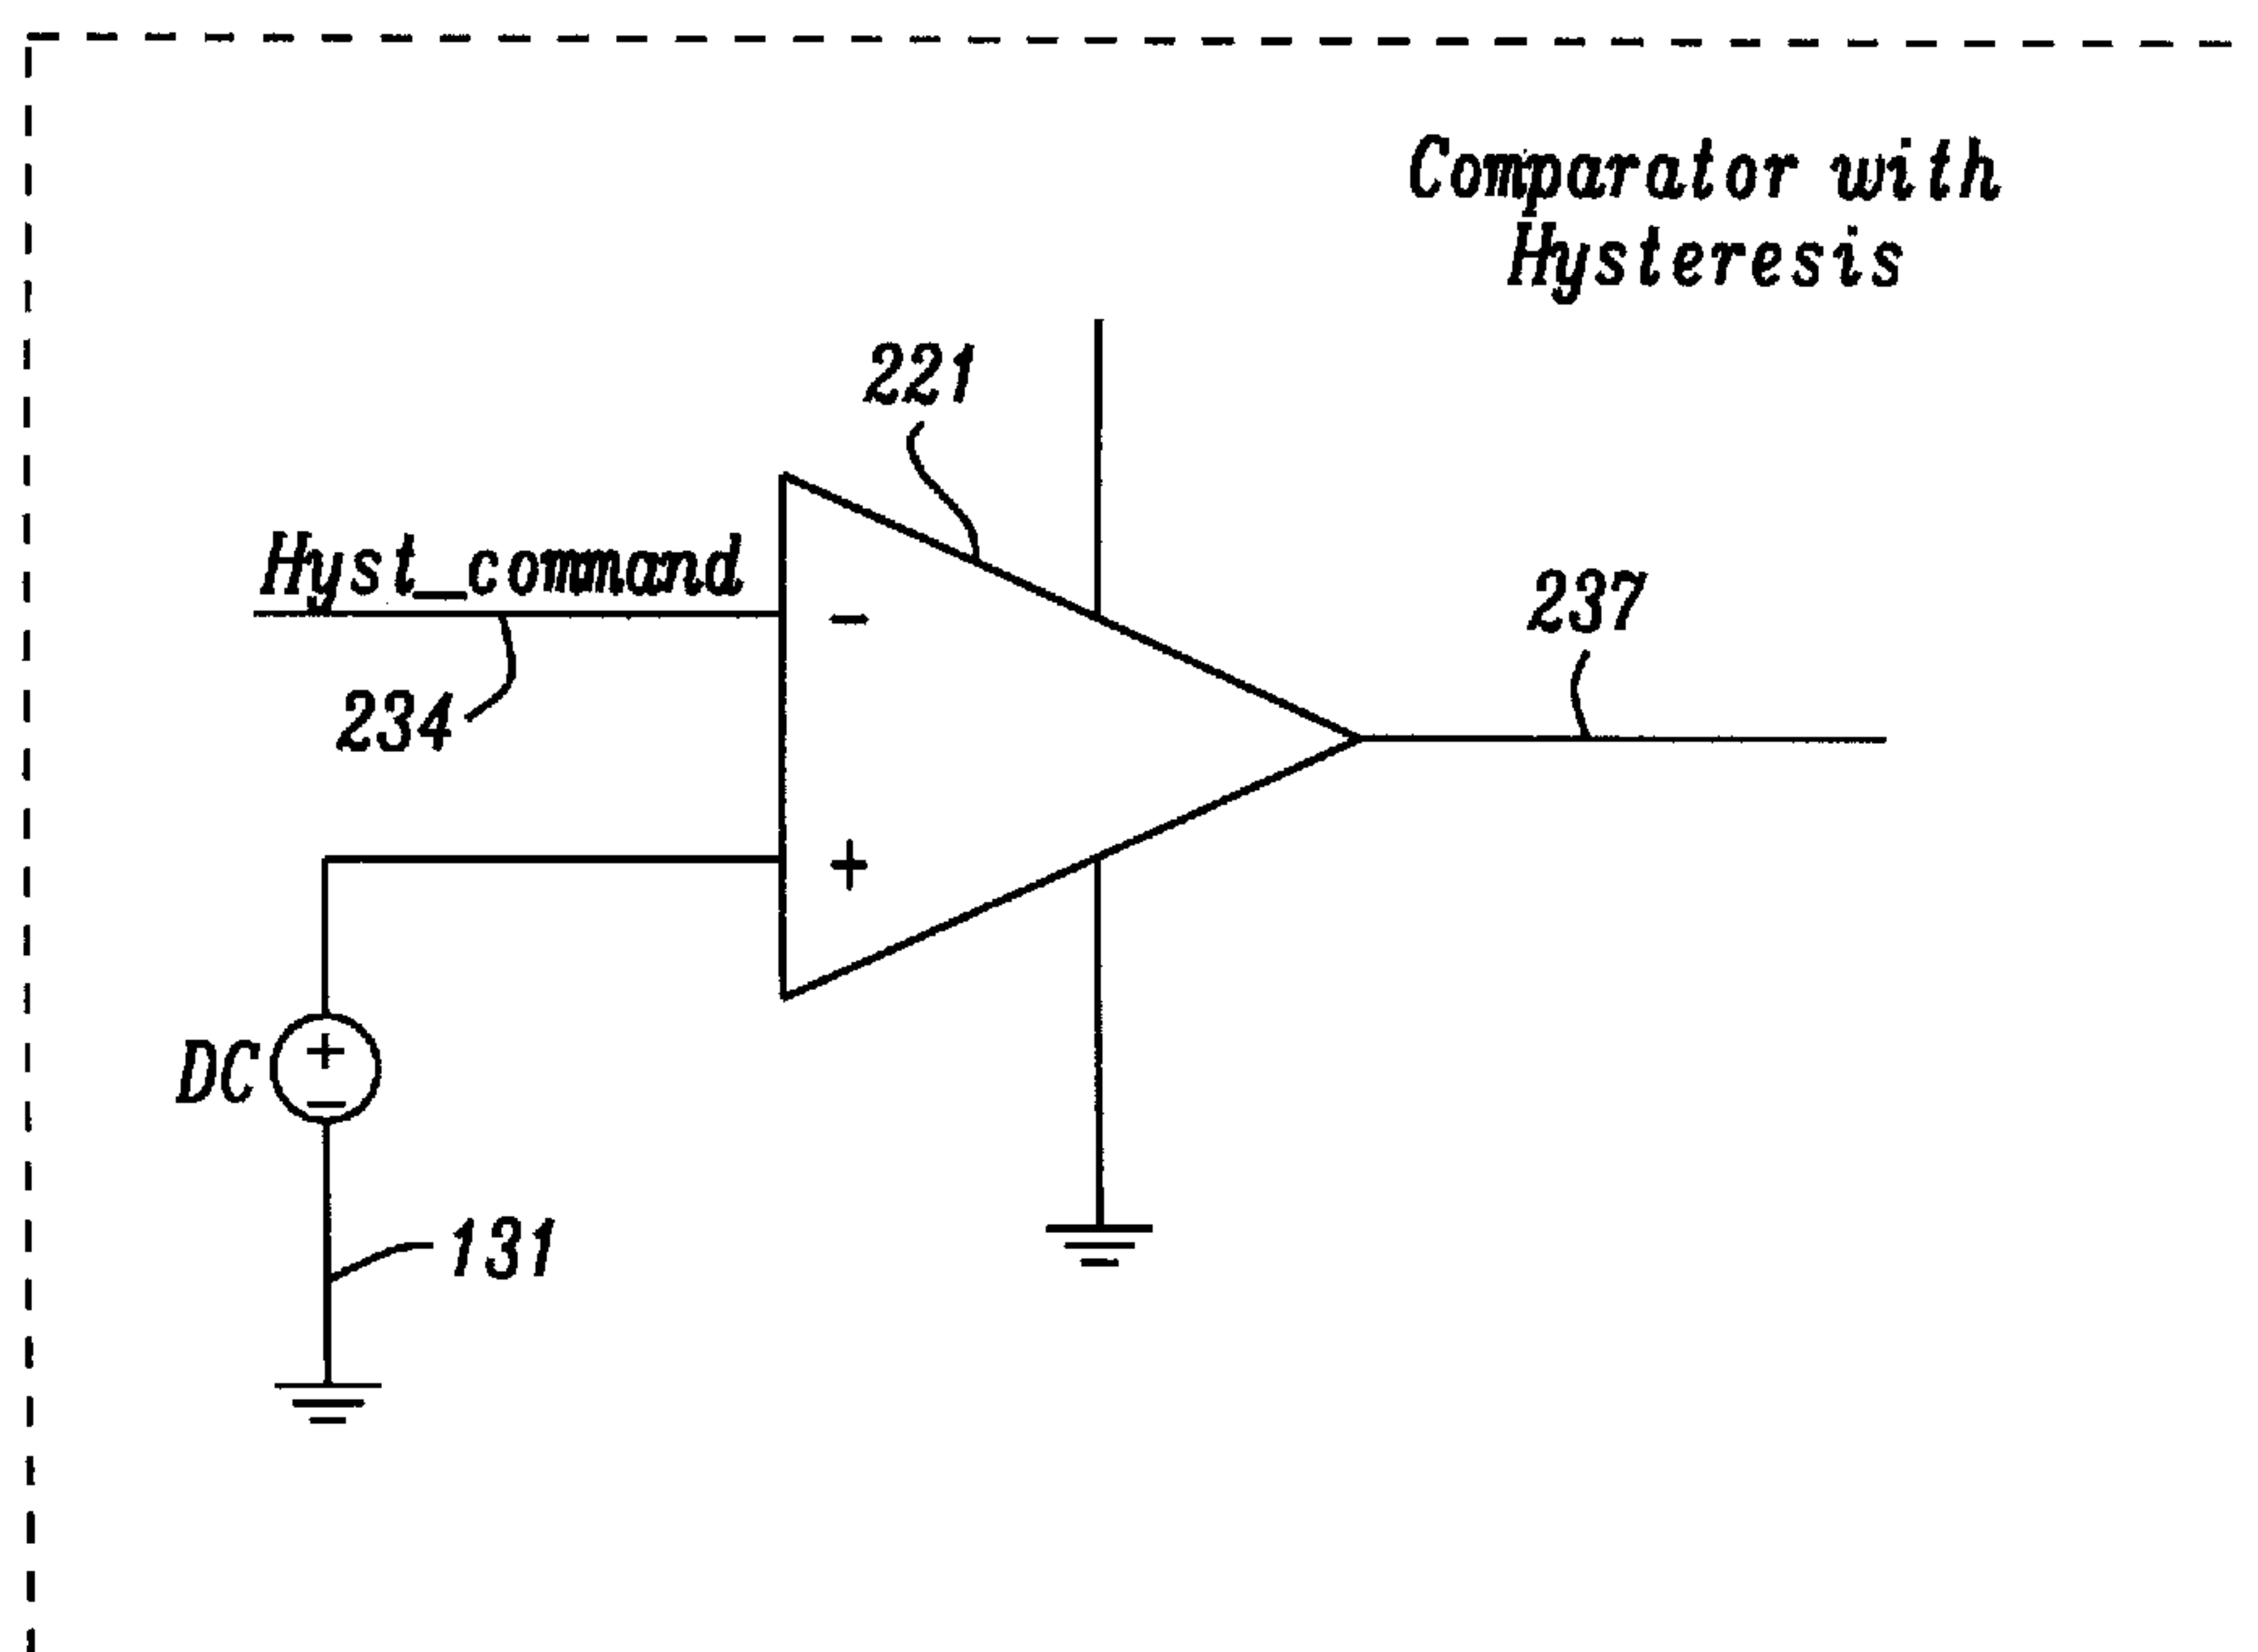 Comparator with
Hysteresis
221
Hyst_command
-
237
234
+
DC
+
-
131